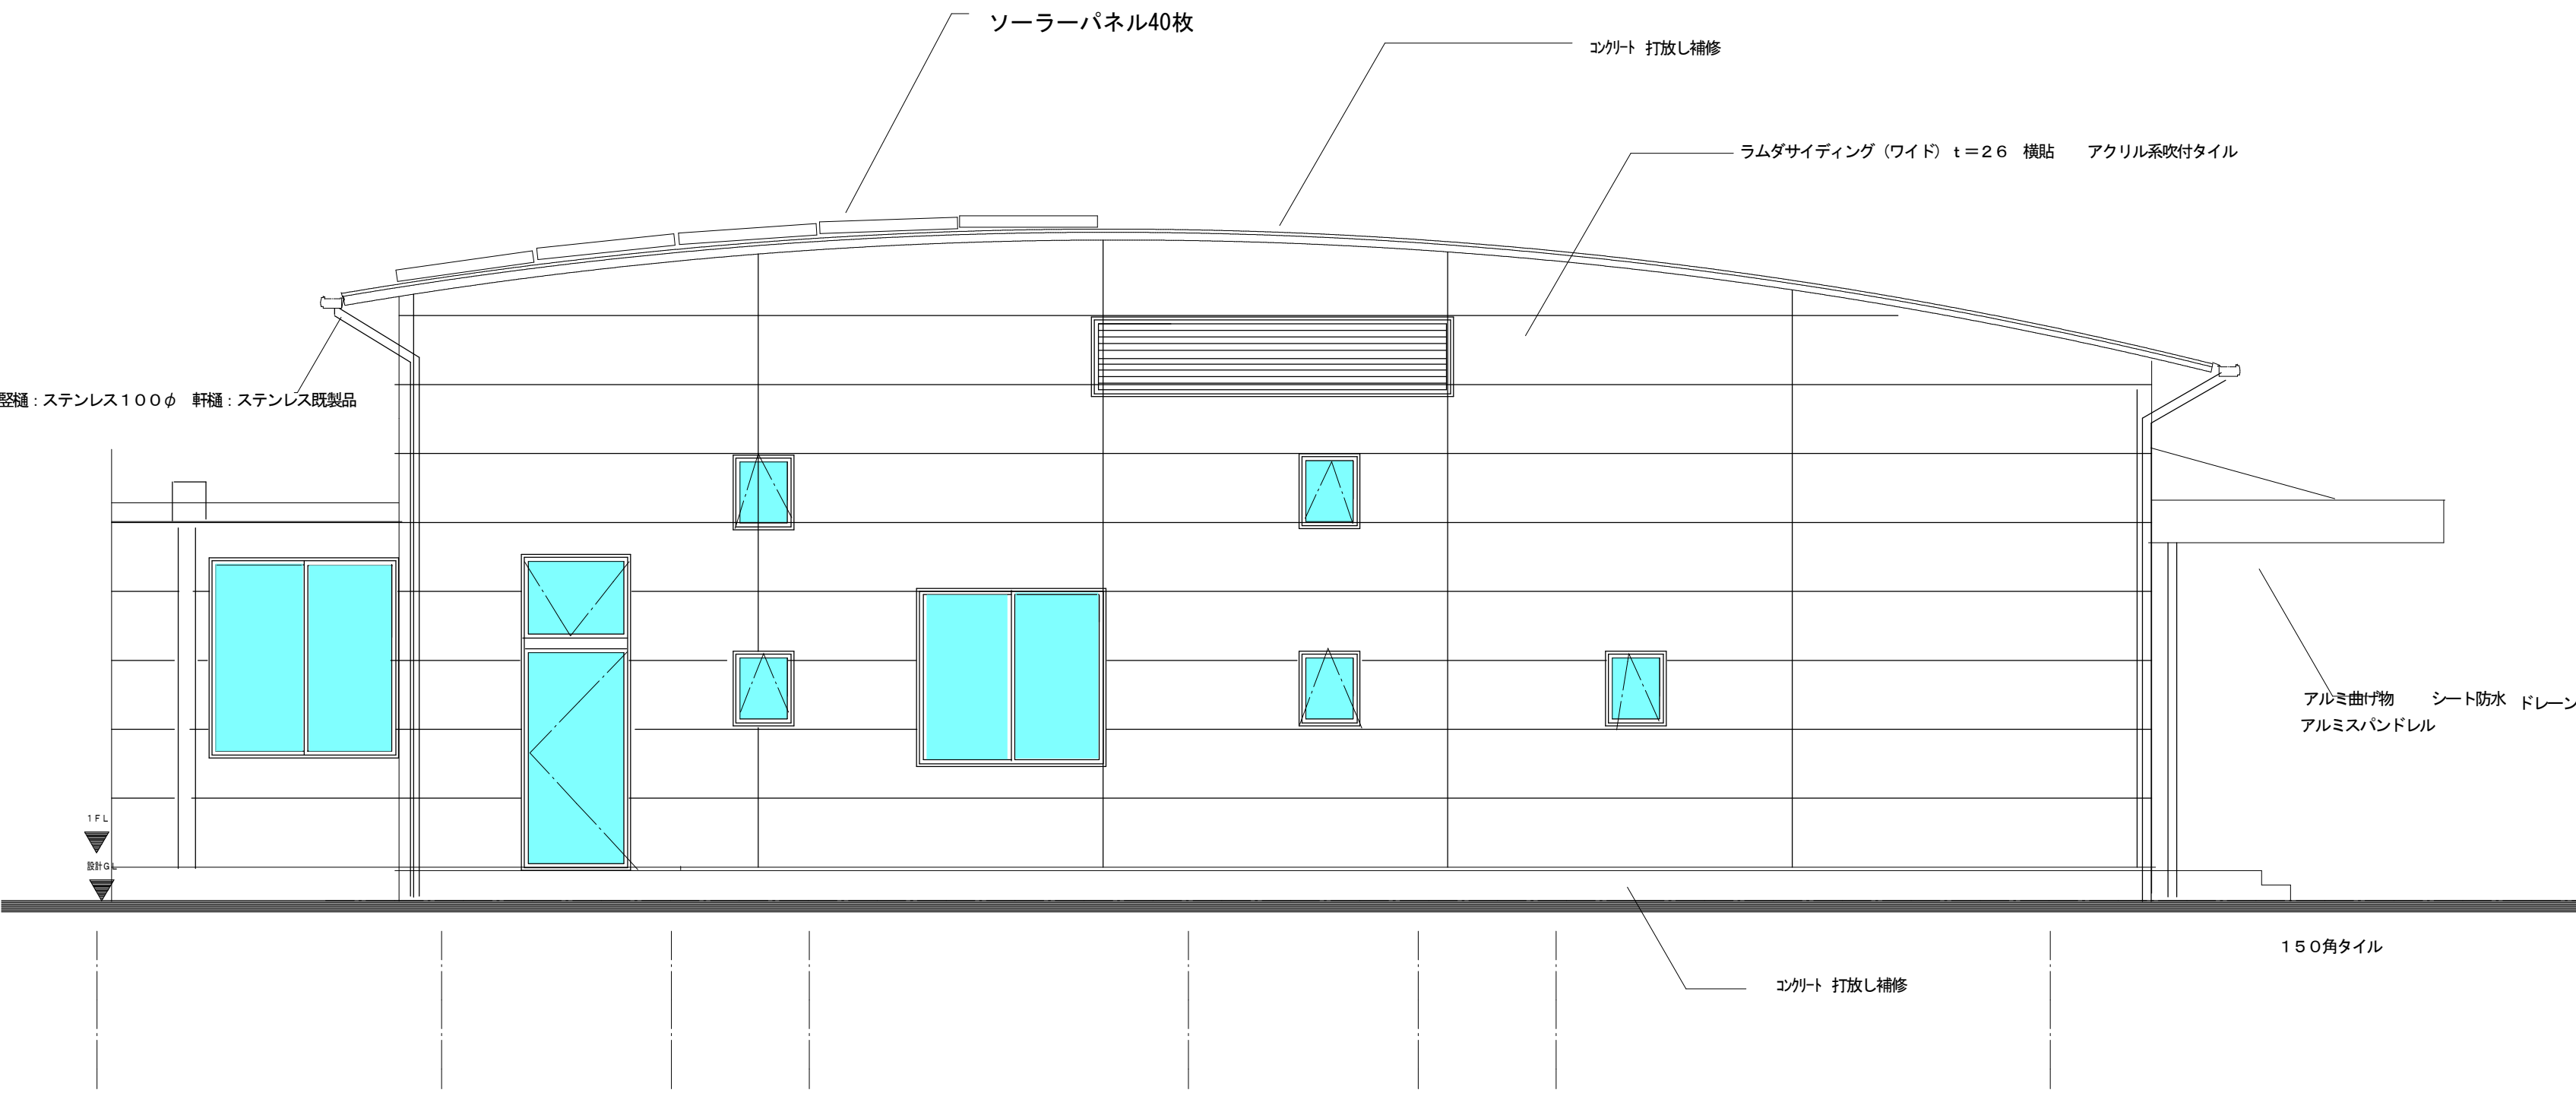 ソーラーパネル40枚
ｺﾝｸﾘｰﾄ 打放し補修
ラムダサイディング（ワイド）ｔ＝２６　横貼　　アクリル系吹付タイル
竪樋：ステンレス１００φ　軒樋：ステンレス既製品
アルミ曲げ物　　シート防水　ドレーン
アルミスパンドレル
１ＦＬ
設計ＧＬ
１５０角タイル
ｺﾝｸﾘｰﾄ 打放し補修